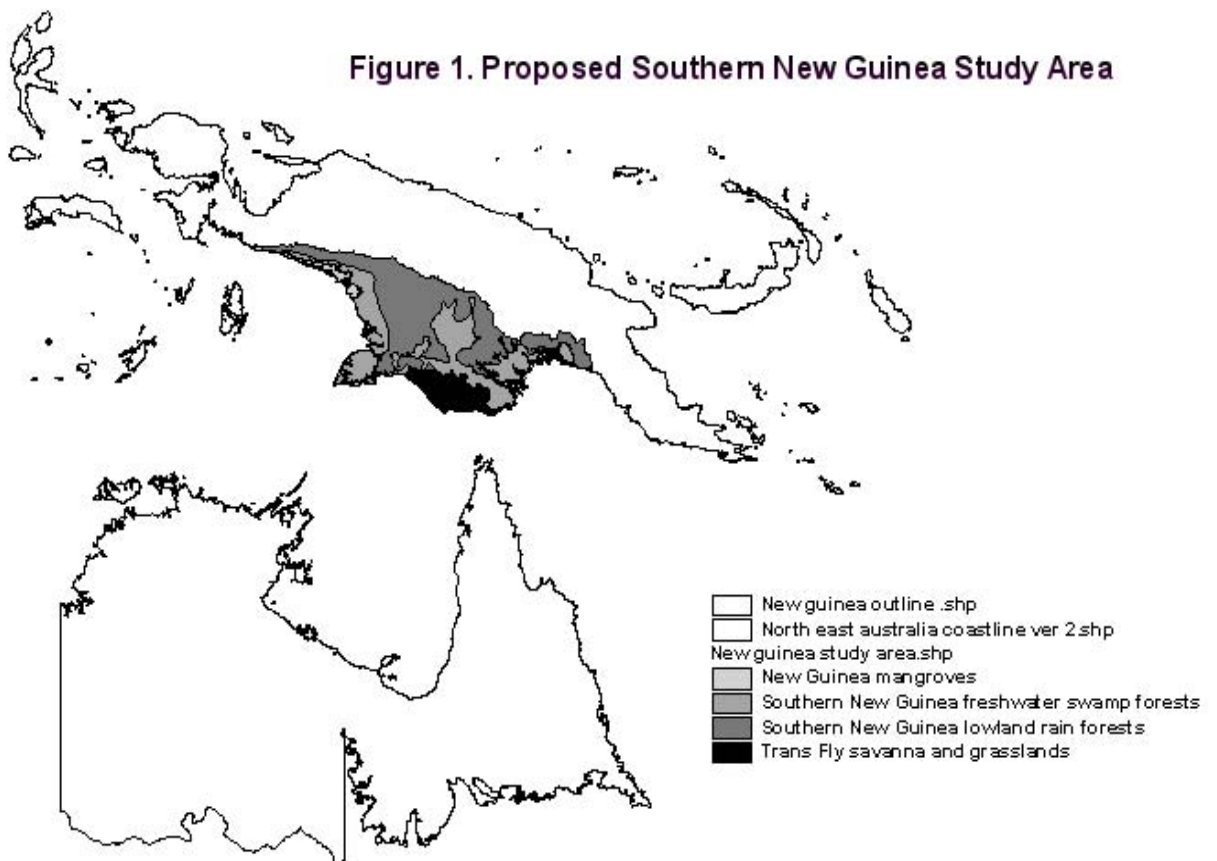 Figure 1. Proposed Southern New Guinea Study Area
New guinea outline .shp
North east australia coastline ver 2.shp
New guinea study area.shp
New Guinea mangroves
Southern New Guinea freshwater swamp forests
Southern New Guinea lowland rain forests
Trans Fly savanna and grasslands